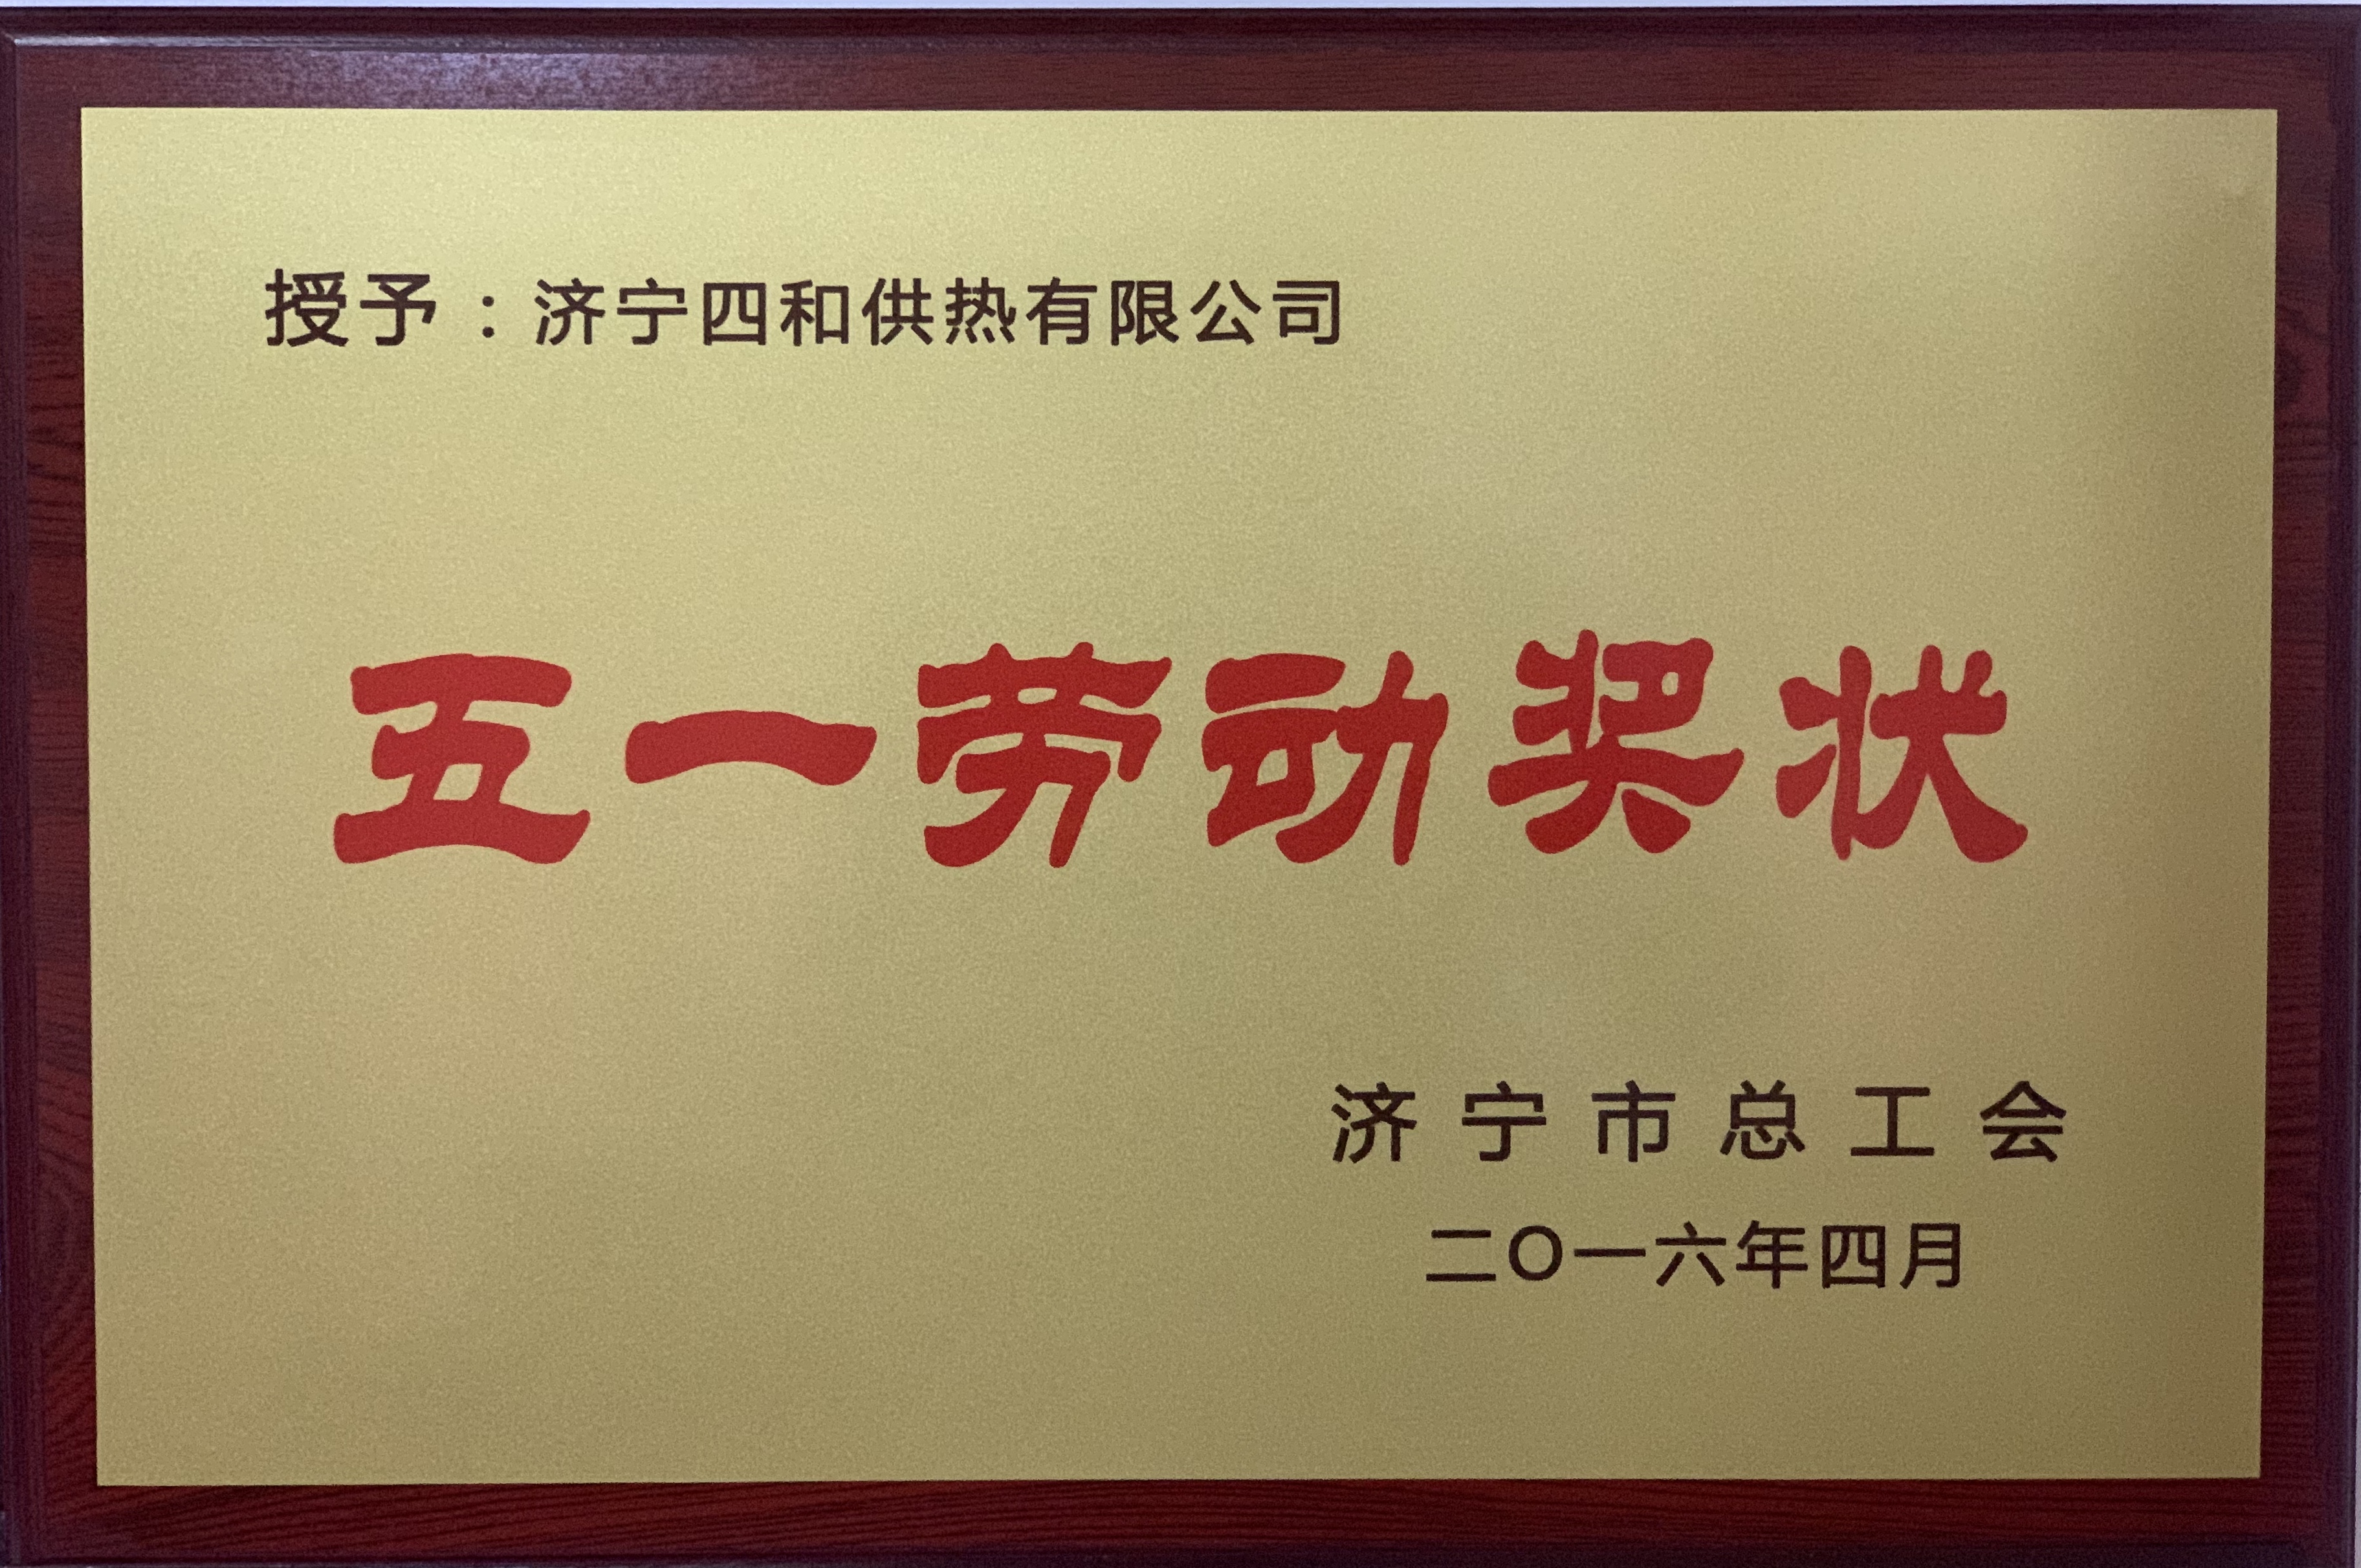 授予：济宁四和供热有限公司
五一劳动奖状
济宁市总工会
二〇一六年四月